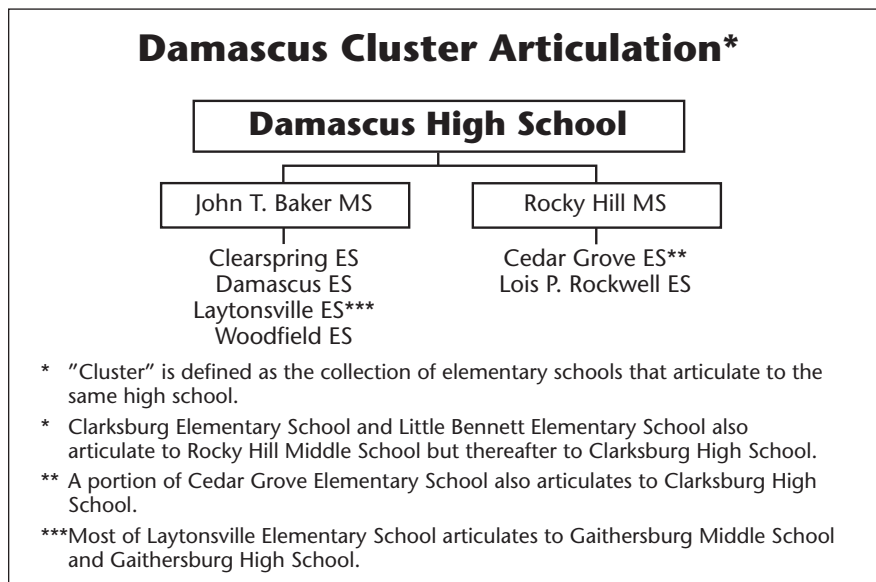 Damascus Cluster Articulation*
Damascus High School
John T. Baker MS
Rocky Hill MS
Clearspring ES
Damascus ES
Laytonsville ES***
Woodfield ES
Cedar Grove ES**
Lois P. Rockwell ES
* "Cluster" is defined as the collection of elementary schools that articulate to the
same high school.
* Clarksburg Elementary School and Little Bennett Elementary School also
articulate to Rocky Hill Middle School but thereafter to Clarksburg High School.
** A portion of Cedar Grove Elementary School also articulates to Clarksburg High
School.
***Most of Laytonsville Elementary School articulates to Gaithersburg Middle School
and Gaithersburg High School.